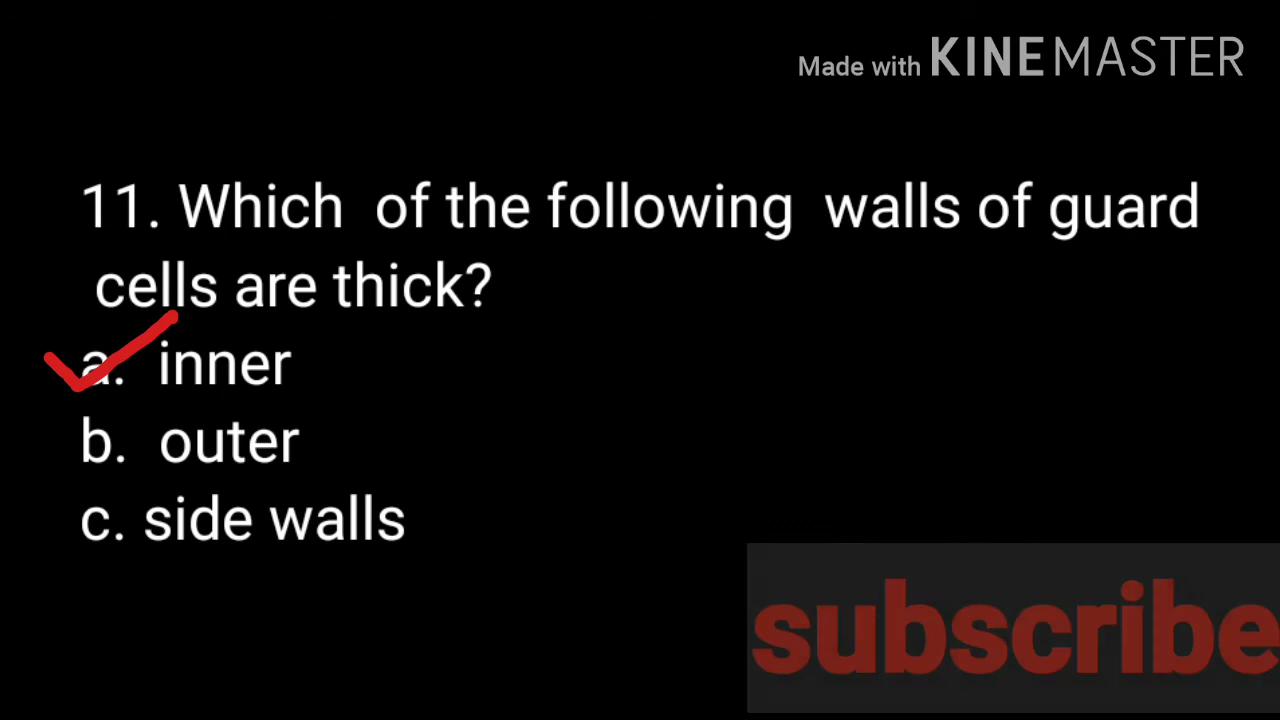 Made with KINEMASTER
11. Which of the following walls of guard
cells are thick?
a. inner
b. outer
c. side walls
subscribe